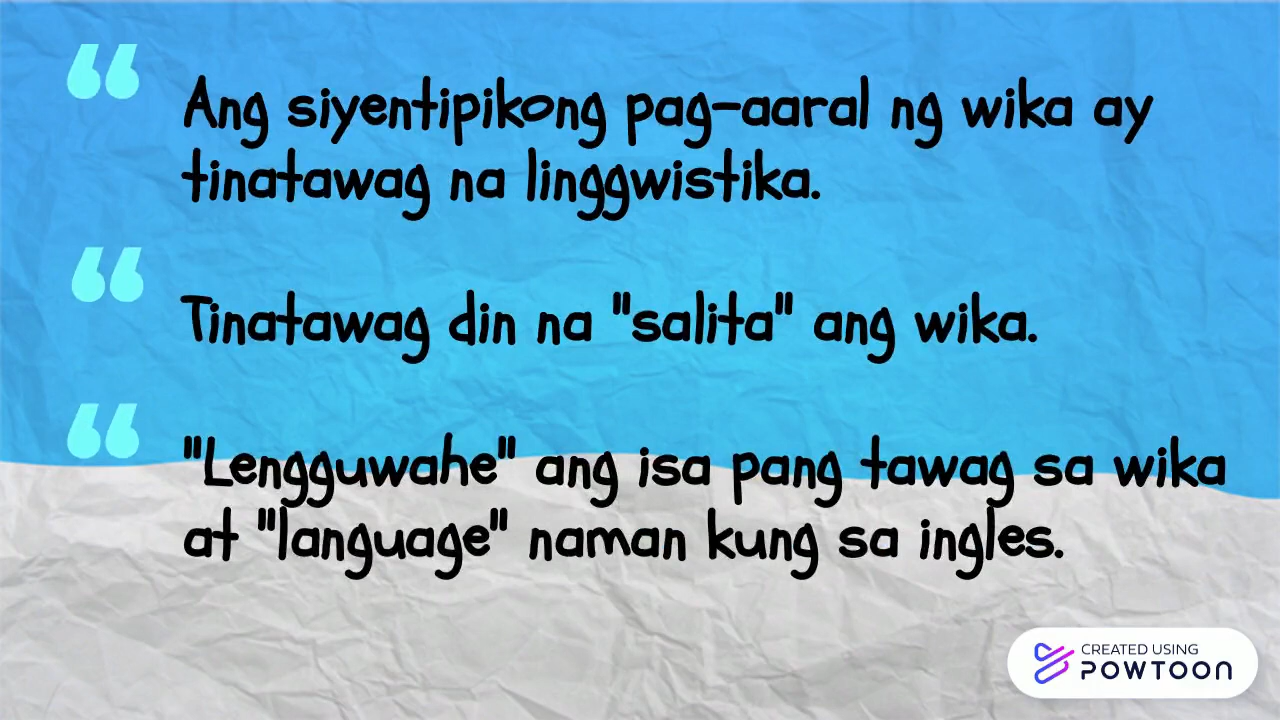 Ang siyentipikong pag-aaral ng wika ay
tinatawag na linggwistika.
Tinatawag din na "salita" ang wika.
"Lengguwahe" ang isa pang tawag sa wika
at "language" naman kung sa ingles.
CREATED USING
POWTOON